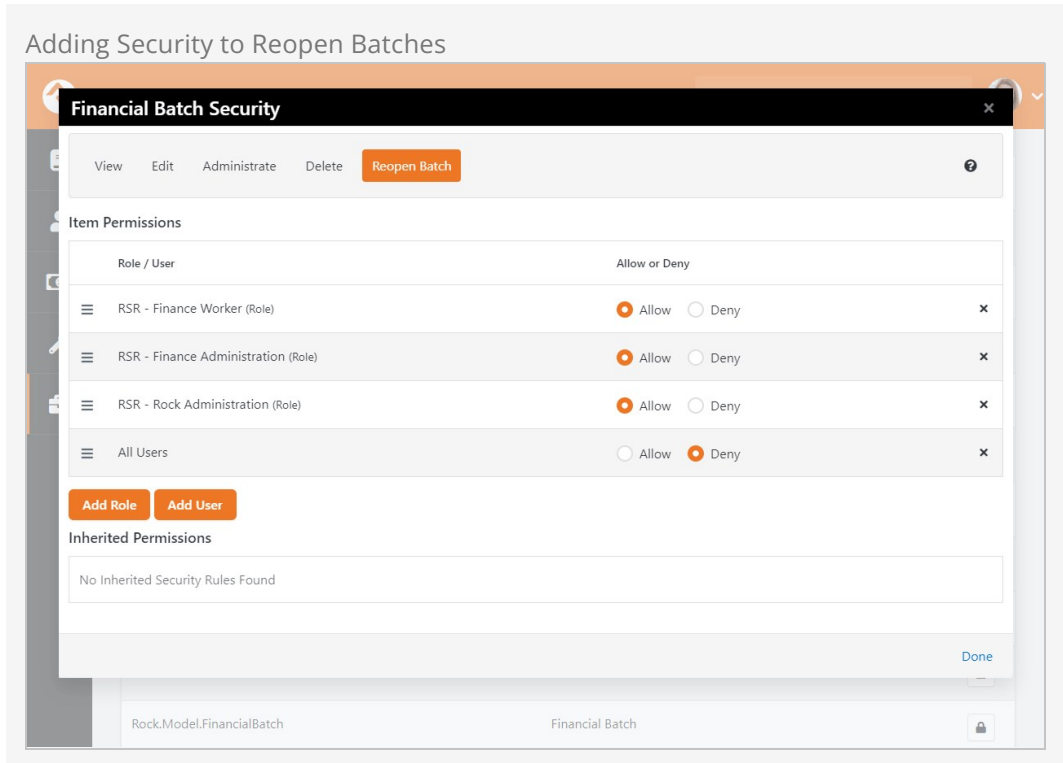 Adding Security to Reopen Batches
Financial Batch Security
View Edit Administrate Delete Reopen Batch
Item Permissions
Role / User Allow or Deny
RSR - Finance Worker (Role) Allow Deny
RSR - Finance Administration (Role) Allow Deny
RSR - Rock Administration (Role) Allow Deny
All Users Allow Deny
Add Role Add User
Inherited Permissions
No Inherited Security Rules Found
Done
Rock.Model.FinancialBatch Financial Batch